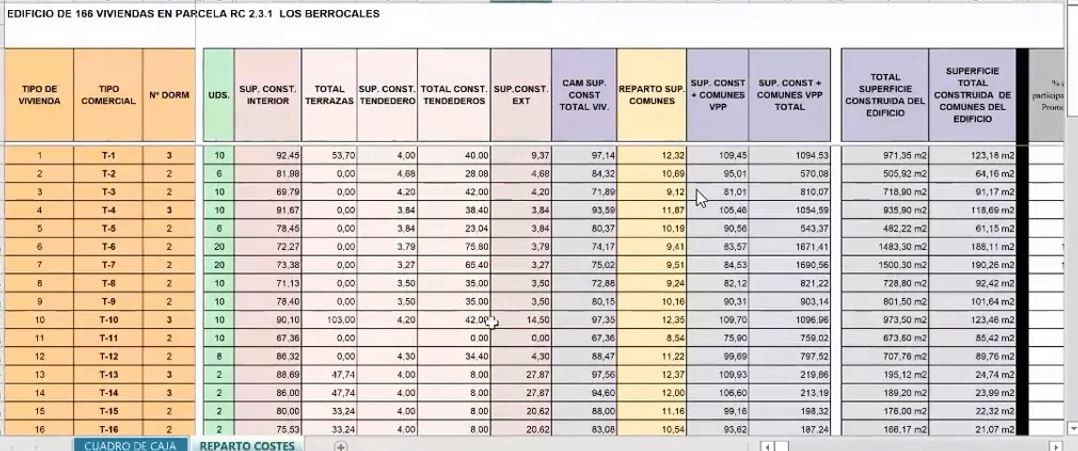 EDIFICIO DE 166 VIVIENDAS EN PARCELA RC 2.3.1 LOS BERROCALES
TIPO DE VIVIENDA TIPO COMERCIAL Nº DORM UDS. SUP. CONST. INTERIOR TOTAL TERRAZAS SUP. CONST. TENDEDERO TOTAL CONST. TENDEDEROS SUP.CONST. EXT CAM SUP. CONST TOTAL VIV. REPARTO SUP. COMUNES SUP. CONST + COMUNES VPP SUP. CONST + COMUNES VPP TOTAL TOTAL SUPERFICIE CONSTRUIDA DEL EDIFICIO SUPERFICIE TOTAL CONSTRUIDA DE COMUNES DEL EDIFICIO
1 T-1 3 10 92,45 53,70 4,00 40,00 9,37 97,14 12,32 109,45 1094,53 971,35 m2 123,18 m2
2 T-2 2 6 81,98 0,00 4,68 28,08 4,68 84,32 10,69 95,01 570,08 505,92 m2 64,16 m2
3 T-3 2 10 69,79 0,00 4,20 42,00 4,20 71,89 9,12 81,01 810,07 718,90 m2 91,17 m2
4 T-4 3 10 91,67 0,00 3,84 38,40 3,84 93,59 11,87 105,46 1054,59 935,90 m2 118,69 m2
5 T-5 2 6 78,45 0,00 3,84 23,04 3,84 80,37 10,19 90,56 543,37 482,22 m2 61,15 m2
6 T-6 2 20 72,27 0,00 3,79 75,80 3,79 74,17 9,41 83,57 1671,41 1483,30 m2 188,11 m2
7 T-7 2 20 73,38 0,00 3,27 65,40 3,27 75,02 9,51 84,53 1690,56 1500,30 m2 190,26 m2
8 T-8 2 10 71,13 0,00 3,50 35,00 3,50 72,88 9,24 82,12 821,22 728,80 m2 92,42 m2
9 T-9 2 10 78,40 0,00 3,50 35,00 3,50 80,15 10,16 90,31 903,14 801,50 m2 101,64 m2
10 T-10 3 10 90,10 103,00 4,20 42,00 14,50 97,35 12,35 109,70 1096,96 973,50 m2 123,46 m2
11 T-11 2 10 67,36 0,00 0,00 0,00 67,36 8,54 75,90 759,02 673,60 m2 85,42 m2
12 T-12 2 8 86,32 0,00 4,30 34,40 4,30 88,47 11,22 99,69 797,52 707,76 m2 89,76 m2
13 T-13 3 2 88,69 47,74 4,00 8,00 27,87 97,56 12,37 109,93 219,86 195,12 m2 24,74 m2
14 T-14 3 2 86,00 47,74 4,00 8,00 27,87 94,60 12,00 106,60 213,19 189,20 m2 23,99 m2
15 T-15 2 2 80,00 33,24 4,00 8,00 20,62 88,00 11,16 99,16 198,32 176,00 m2 22,32 m2
16 T-16 2 2 75,53 33,24 4,00 8,00 20,62 83,08 10,54 93,62 187,24 166,17 m2 21,07 m2
CUADRO DE CAJA REPARTO COSTES